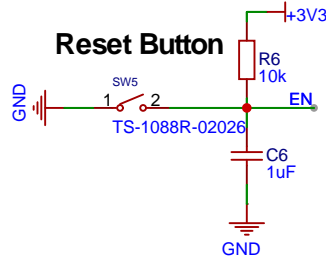 +3V3
Reset Button
R6
10k
SW5
1
2
EN
GND
TS-1088R-02026
C6
1uF
GND